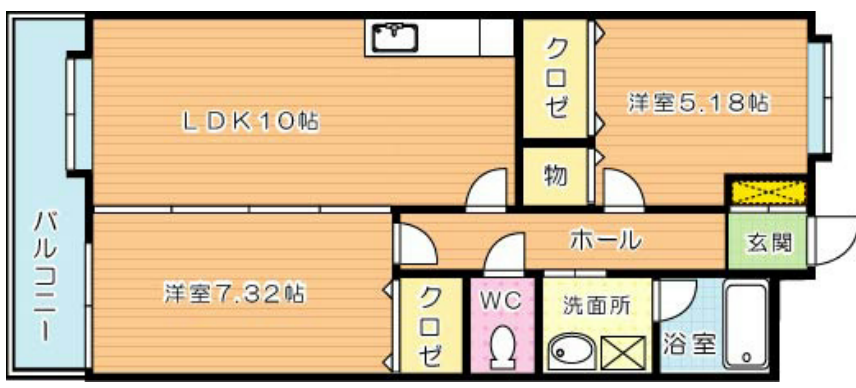 LDK10帖
クロゼ
洋室5.18帖
物
バルコニー
ホール
玄関
洋室7.32帖
クロゼ
WC
洗面所
浴室